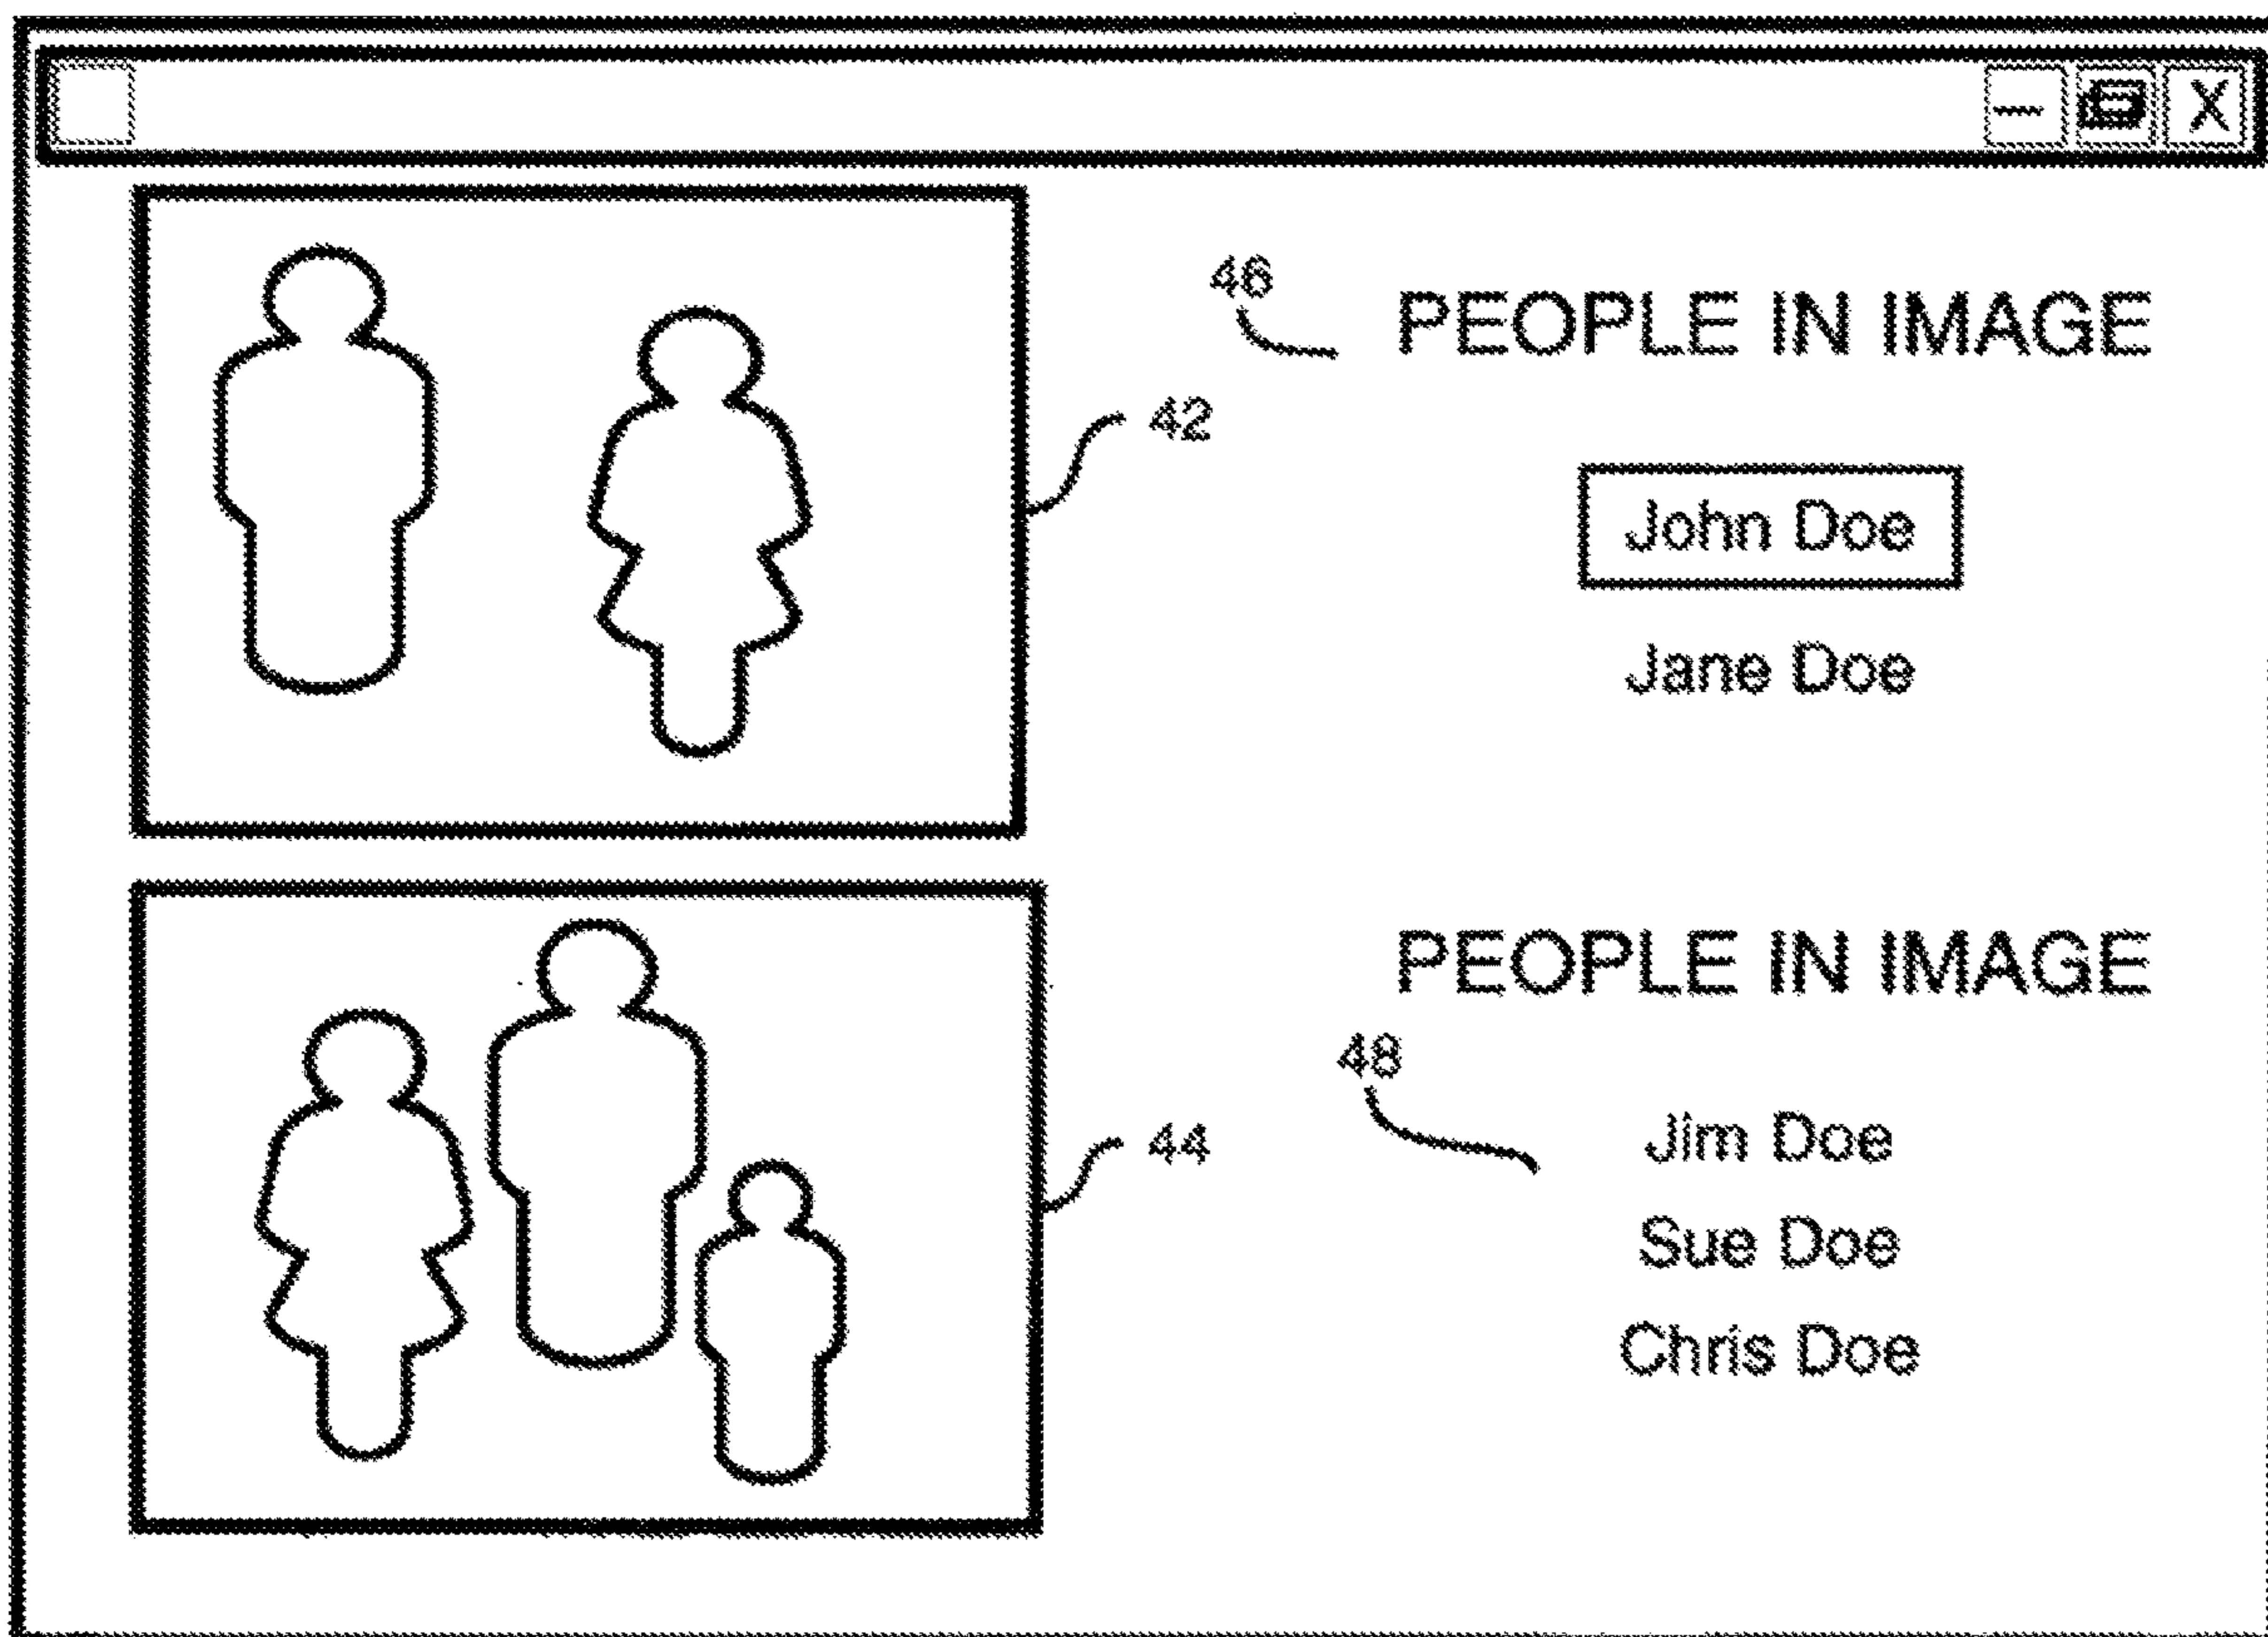 X
46
PEOPLE IN IMAGE
42
John Doe
Jane Doe
PEOPLE IN IMAGE
48
44
Jim Doe
Sue Doe
Chris Doe